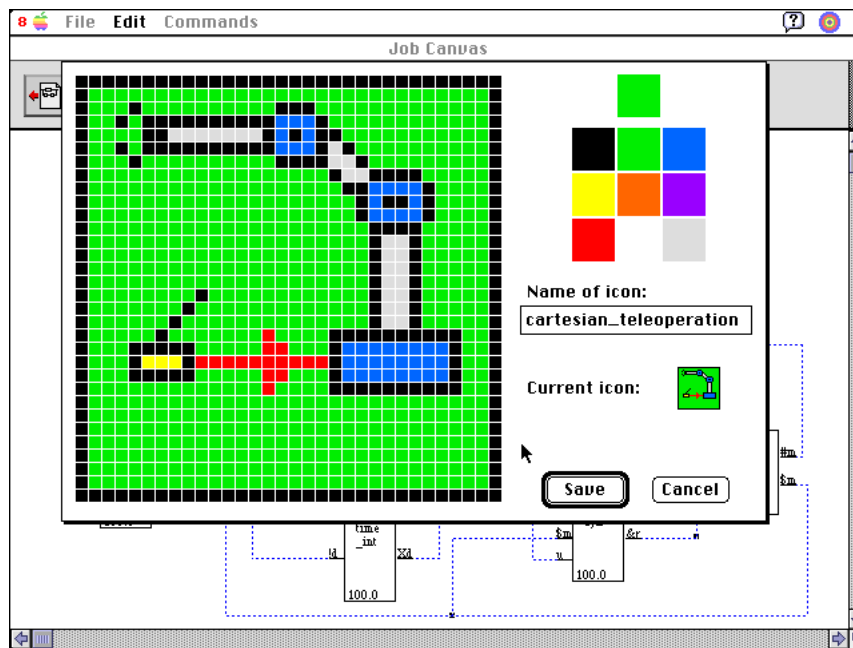 8 File Edit Commands
Job Canvas
Name of icon:
cartesian_teleoperation
Current icon:
Save Cancel
#m
$m
time
_int
Xd
100.0
$m
&r
u
100.0